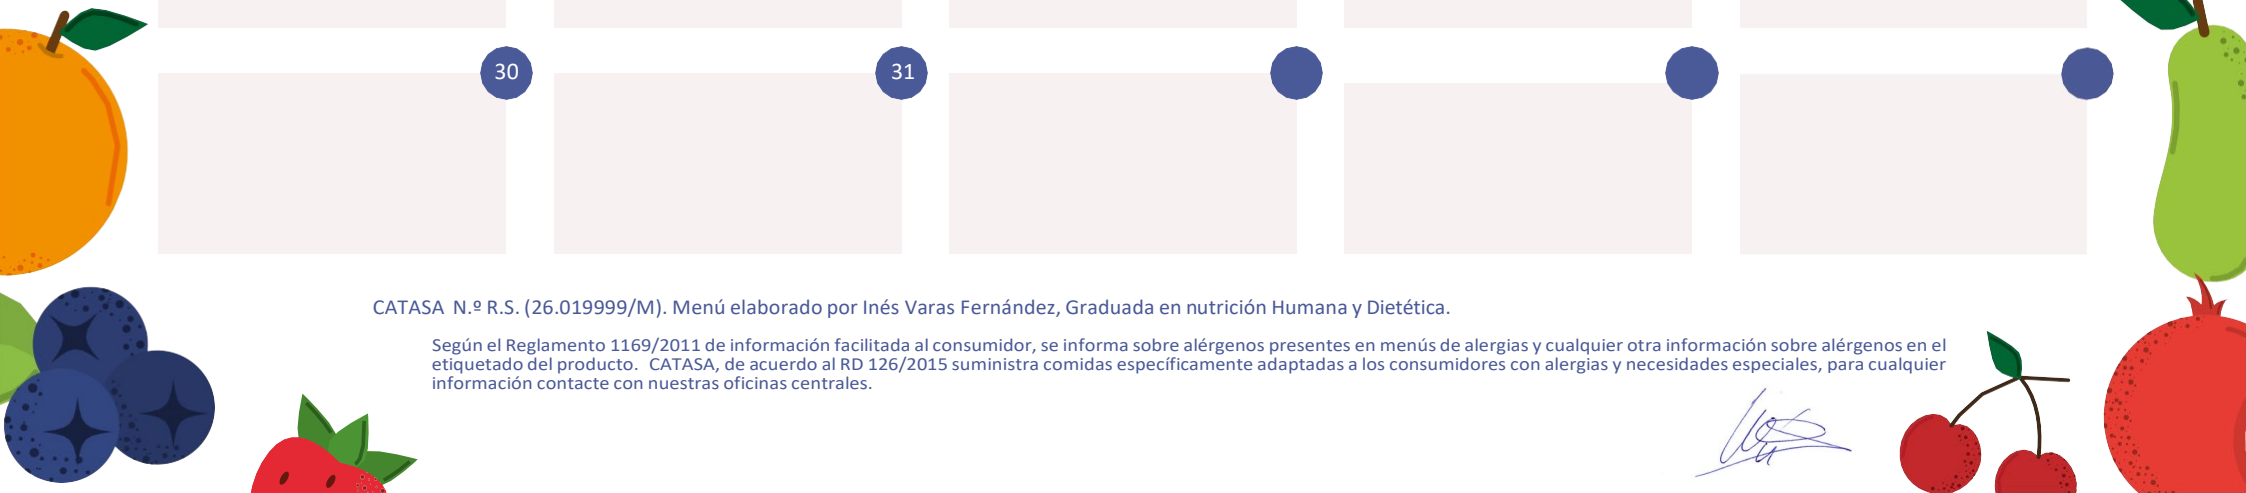 30
31
CATASA N.º R.S. (26.019999/M). Menú elaborado por Inés Varas Fernández, Graduada en nutrición Humana y Dietética.
Según el Reglamento 1169/2011 de información facilitada al consumidor, se informa sobre alérgenos presentes en menús de alergias y cualquier otra información sobre alérgenos en el
etiquetado del producto. CATASA, de acuerdo al RD 126/2015 suministra comidas específicamente adaptadas a los consumidores con alergias y necesidades especiales, para cualquier
información contacte con nuestras oficinas centrales.